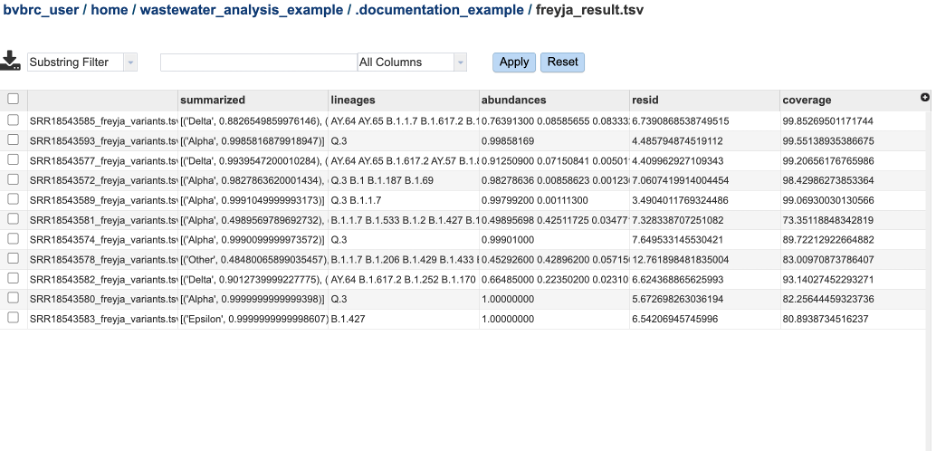 bvbrc_user / home / wastewater_analysis_example / .documentation_example / freyja_result.tsv
Substring Filter All Columns Apply Reset
summarized lineages abundances resid coverage
SRR18543585_freyja_variants.tsv [('Delta', 0.8826549859976146), ( AY.64 AY.65 B.1.1.7 B.1.617.2 B.1 0.76391300 0.08585655 0.08333 6.7390868538749515 99.85269501171744
SRR18543593_freyja_variants.tsv [('Alpha', 0.9985816879918947)] Q.3 0.99858169 4.485794874519112 99.55138935386675
SRR18543577_freyja_variants.tsv [('Delta', 0.9939547200010284), ( AY.64 AY.65 B.1.617.2 AY.57 B.1. 0.91250900 0.07150841 0.00501 4.409962927109343 99.20656176765986
SRR18543572_freyja_variants.tsv [('Alpha', 0.9827863620001434), Q.3 B.1 B.1.187 B.1.69 0.98278636 0.00858623 0.00123 7.0607419914004454 98.42986273853364
SRR18543589_freyja_variants.tsv [('Alpha', 0.9991049999993173)] Q.3 B.1.1.7 0.99799200 0.00111300 3.4904011769324486 99.06930030130566
SRR18543581_freyja_variants.tsv [('Alpha', 0.4989569789692732), B.1.1.7 B.1.533 B.1.2 B.1.427 B.1 0.49895698 0.42511725 0.03477 7.328338707251082 73.35118848342819
SRR18543574_freyja_variants.tsv [('Alpha', 0.9990099999973572)] Q.3 0.99901000 7.649533145530421 89.72212922664882
SRR18543578_freyja_variants.tsv [('Other', 0.48480065899035457), B.1.1.7 B.1.206 B.1.429 B.1.433 0.45292600 0.42896200 0.05715 12.761898481835004 83.00970873786407
SRR18543582_freyja_variants.tsv [('Delta', 0.9012739999227775), ( AY.64 B.1.617.2 B.1.252 B.1.170 0.66485000 0.22350200 0.02310 6.624368865625993 93.14027452293271
SRR18543580_freyja_variants.tsv [('Alpha', 0.9999999999999398)] Q.3 1.00000000 5.672698263036194 82.25644459323736
SRR18543583_freyja_variants.tsv [('Epsilon', 0.9999999999998607) B.1.427 1.00000000 6.54206945745996 80.8938734516237